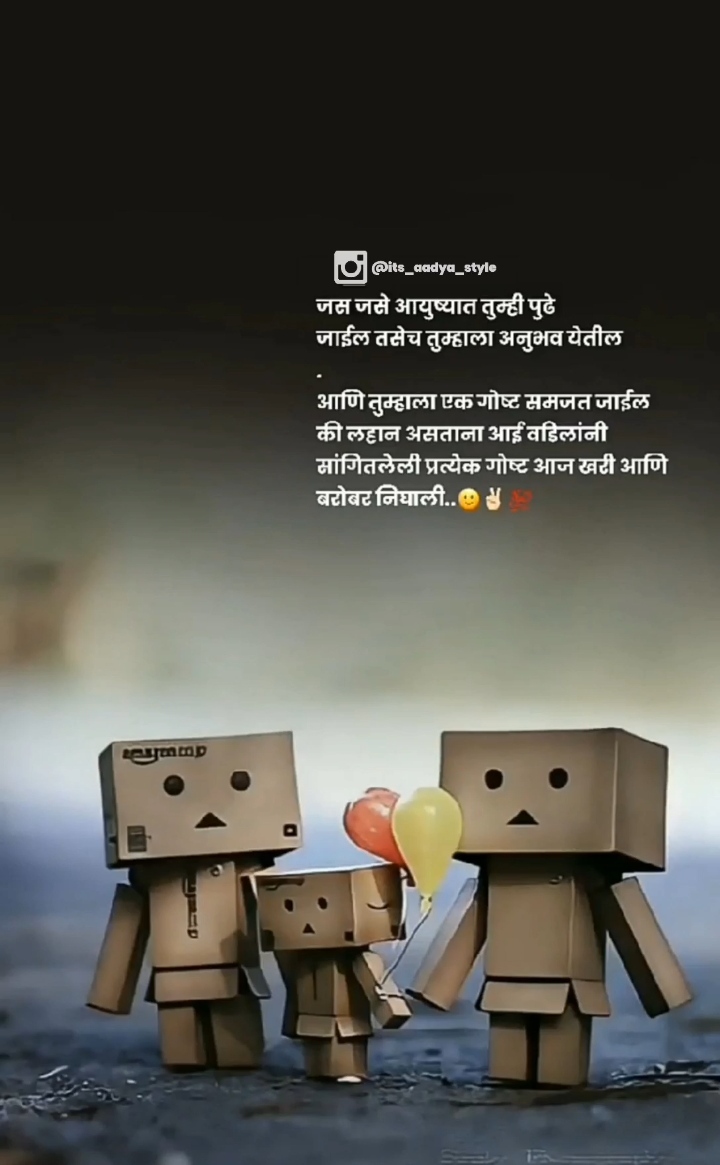 @its_aadya_style
जस जसे आयुष्यात तुम्ही पुढे
जाईल तसेच तुम्हाला अनुभव येतील
.
आणि तुम्हाला एक गोष्ट समजत जाईल
की लहान असताना आई वडिलांनी
सांगितलेली प्रत्येक गोष्ट आज खरी आणि
बरोबर निघाली..🙂✌🏻💯